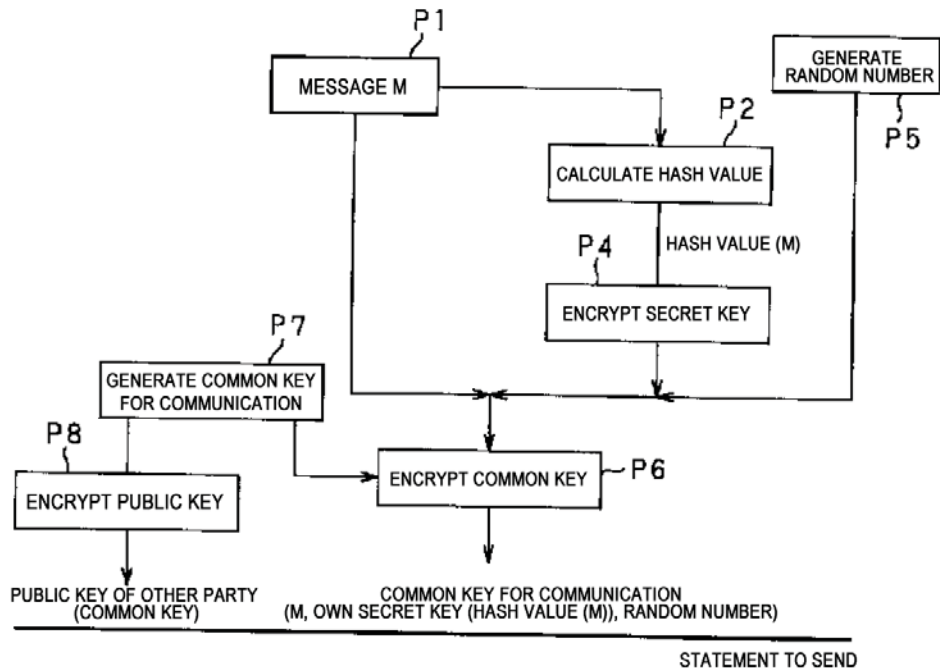 P1
MESSAGE M
GENERATE
RANDOM NUMBER
P5
P2
CALCULATE HASH VALUE
HASH VALUE (M)
P4
ENCRYPT SECRET KEY
P7
GENERATE COMMON KEY
FOR COMMUNICATION
P8
ENCRYPT PUBLIC KEY
ENCRYPT COMMON KEY
P6
PUBLIC KEY OF OTHER PARTY
(COMMON KEY)
COMMON KEY FOR COMMUNICATION
(M, OWN SECRET KEY (HASH VALUE (M)), RANDOM NUMBER)
STATEMENT TO SEND